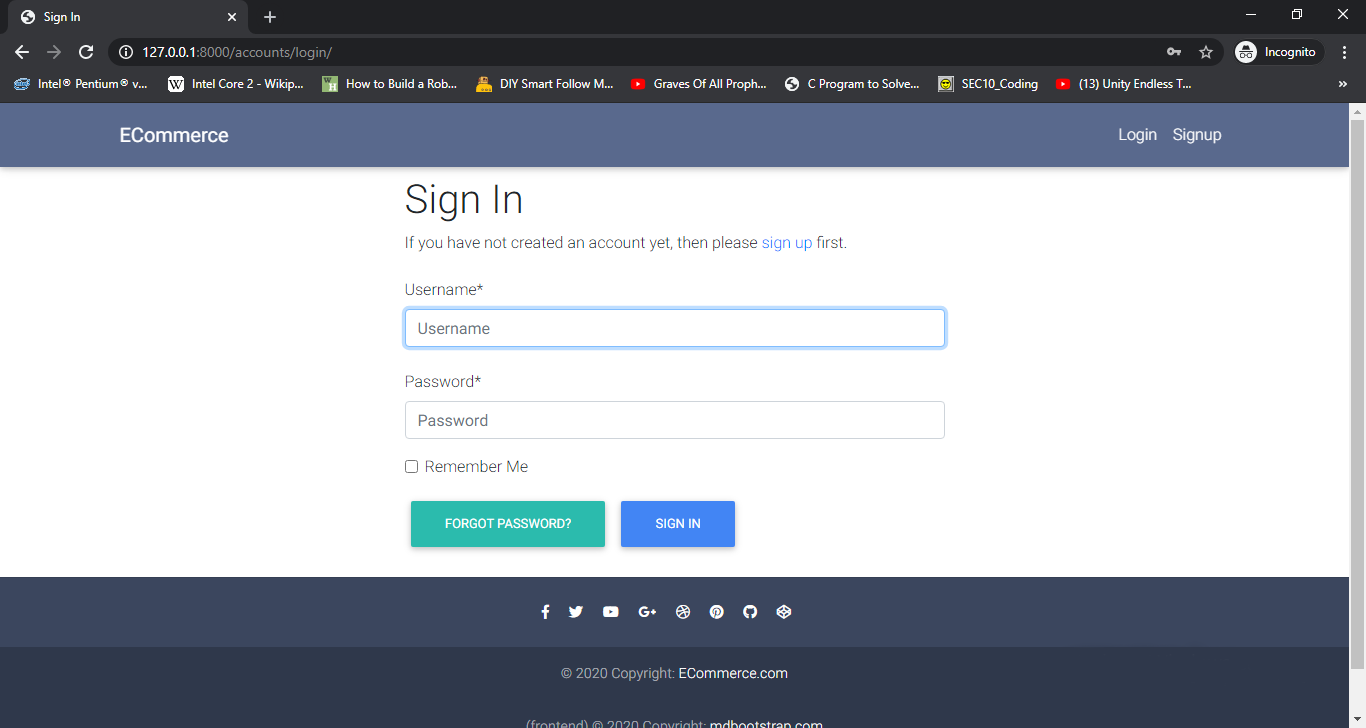 Sign In
127.0.0.1:8000/accounts/login/
Incognito
Intel® Pentium® v... Intel Core 2 - Wikip... How to Build a Rob... DIY Smart Follow M... Graves Of All Proph... C Program to Solve... SEC10_Coding (13) Unity Endless T...
ECommerce Login Signup
Sign In
If you have not created an account yet, then please sign up first.
Username*
Username
Password*
Password
Remember Me
FORGOT PASSWORD? SIGN IN
© 2020 Copyright: ECommerce.com
(frontend) © 2020 Copyright: mdbootstrap.com